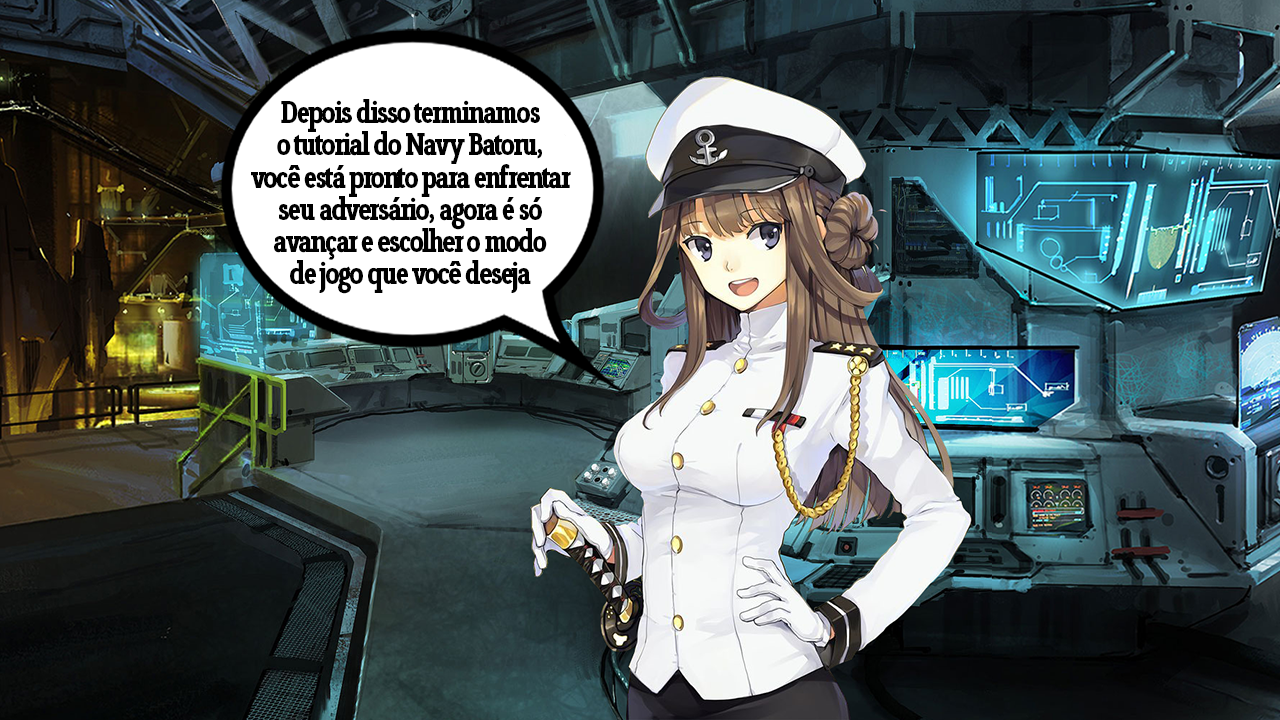 Depois disso terminamos
o tutorial do Navy Batoru,
você está pronto para enfrentar
seu adversário, agora é só
avançar e escolher o modo
de jogo que você deseja